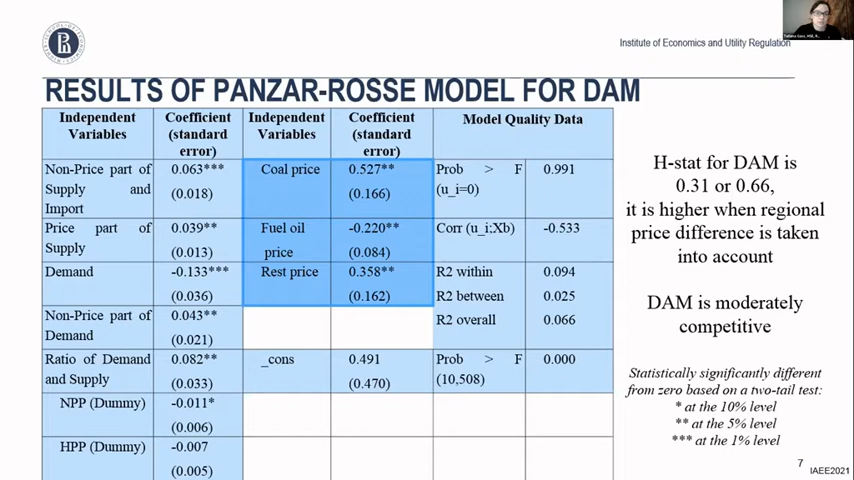 Institute of Economics and Utility Regulation
RESULTS OF PANZAR-ROSSE MODEL FOR DAM
Independent Variables | Coefficient (standard error) | Independent Variables | Coefficient (standard error) | Model Quality Data
Non-Price part of Supply and Import | 0.063*** (0.018) | Coal price | 0.527** (0.166) | Prob > F (u_i=0) | 0.991
Price part of Supply | 0.039** (0.013) | Fuel oil price | -0.220** (0.084) | Corr (u_i;Xb) | -0.533
Demand | -0.133*** (0.036) | Rest price | 0.358** (0.162) | R2 within | 0.094
R2 between | 0.025
Non-Price part of Demand | 0.043** (0.021) | R2 overall | 0.066
Ratio of Demand and Supply | 0.082** (0.033) | _cons | 0.491 (0.470) | Prob > F (10,508) | 0.000
NPP (Dummy) | -0.011* (0.006)
HPP (Dummy) | -0.007 (0.005)
H-stat for DAM is
0.31 or 0.66,
it is higher when regional
price difference is taken
into account
DAM is moderately
competitive
Statistically significantly different
from zero based on a two-tail test:
* at the 10% level
** at the 5% level
*** at the 1% level
7
IAEE2021